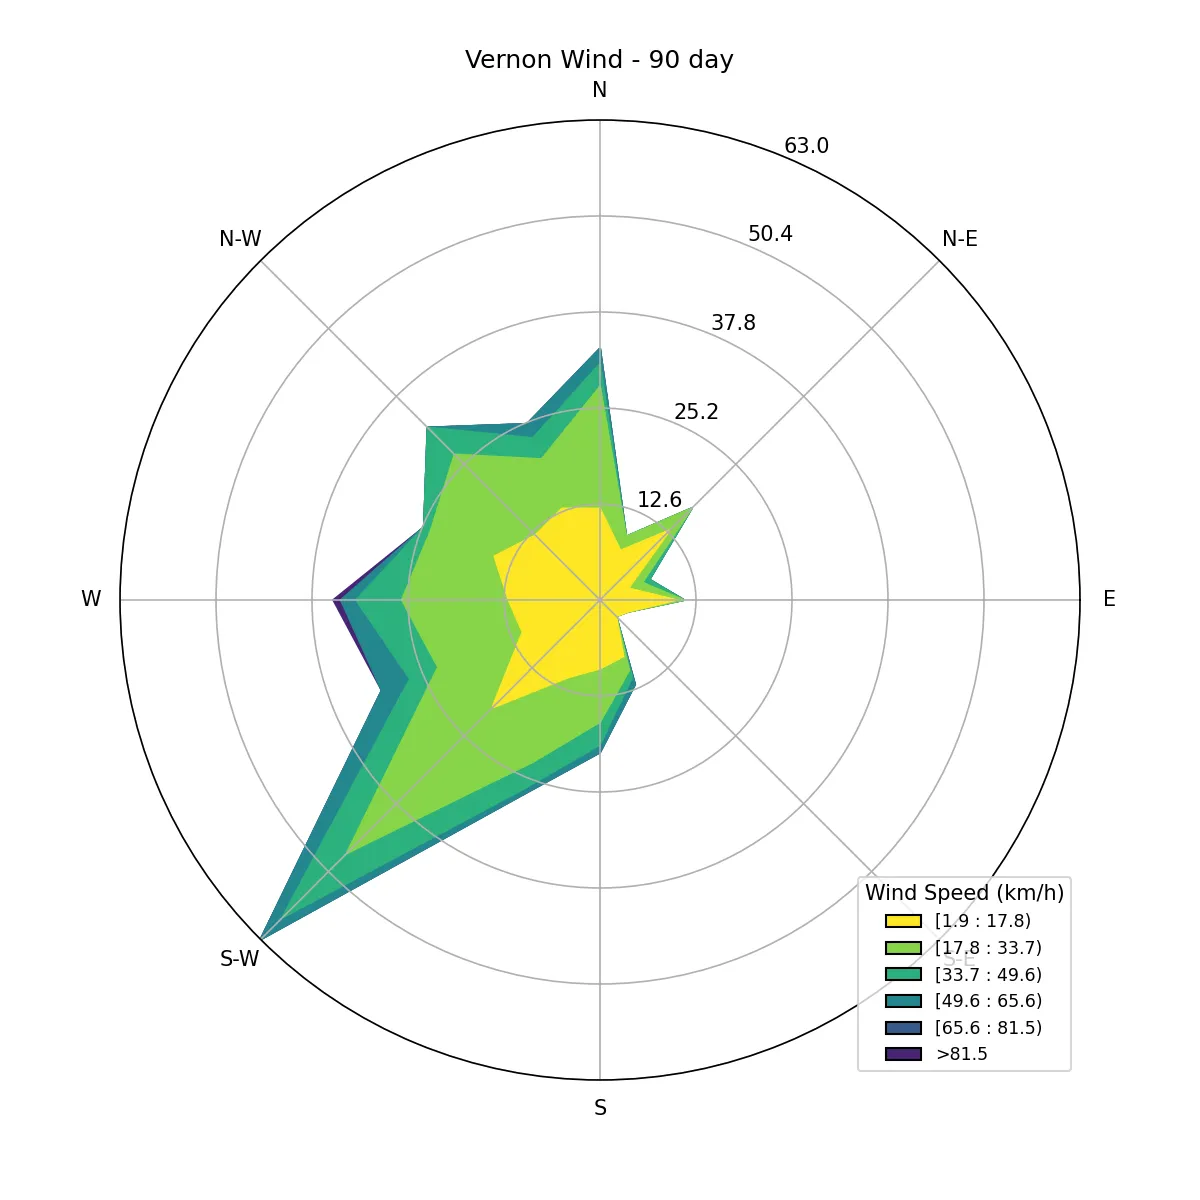 Vernon Wind - 90 day
N
63.0
50.4
N-W
N-E
37.8
25.2
12.6
W
E
S-W
S-E
Wind Speed (km/h)
[1.9 : 17.8)
[17.8 : 33.7)
[33.7 : 49.6)
[49.6 : 65.6)
[65.6 : 81.5)
>81.5
S